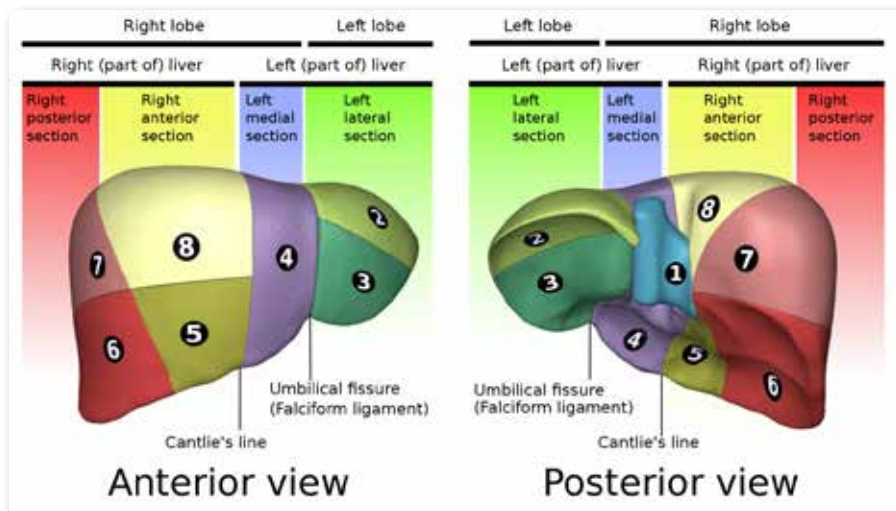 Right lobe
Left lobe
Right (part of) liver
Left (part of) liver
Right
posterior
section
Right
anterior
section
Left
medial
section
Left
lateral
section
7
8
4
2
3
6
5
Umbilical fissure
(Falciform ligament)
Cantlie's line
Anterior view
Left lobe
Right lobe
Left (part of) liver
Right (part of) liver
Left
lateral
section
Left
medial
section
Right
anterior
section
Right
posterior
section
2
3
1
8
7
4
5
6
Umbilical fissure
(Falciform ligament)
Cantlie's line
Posterior view